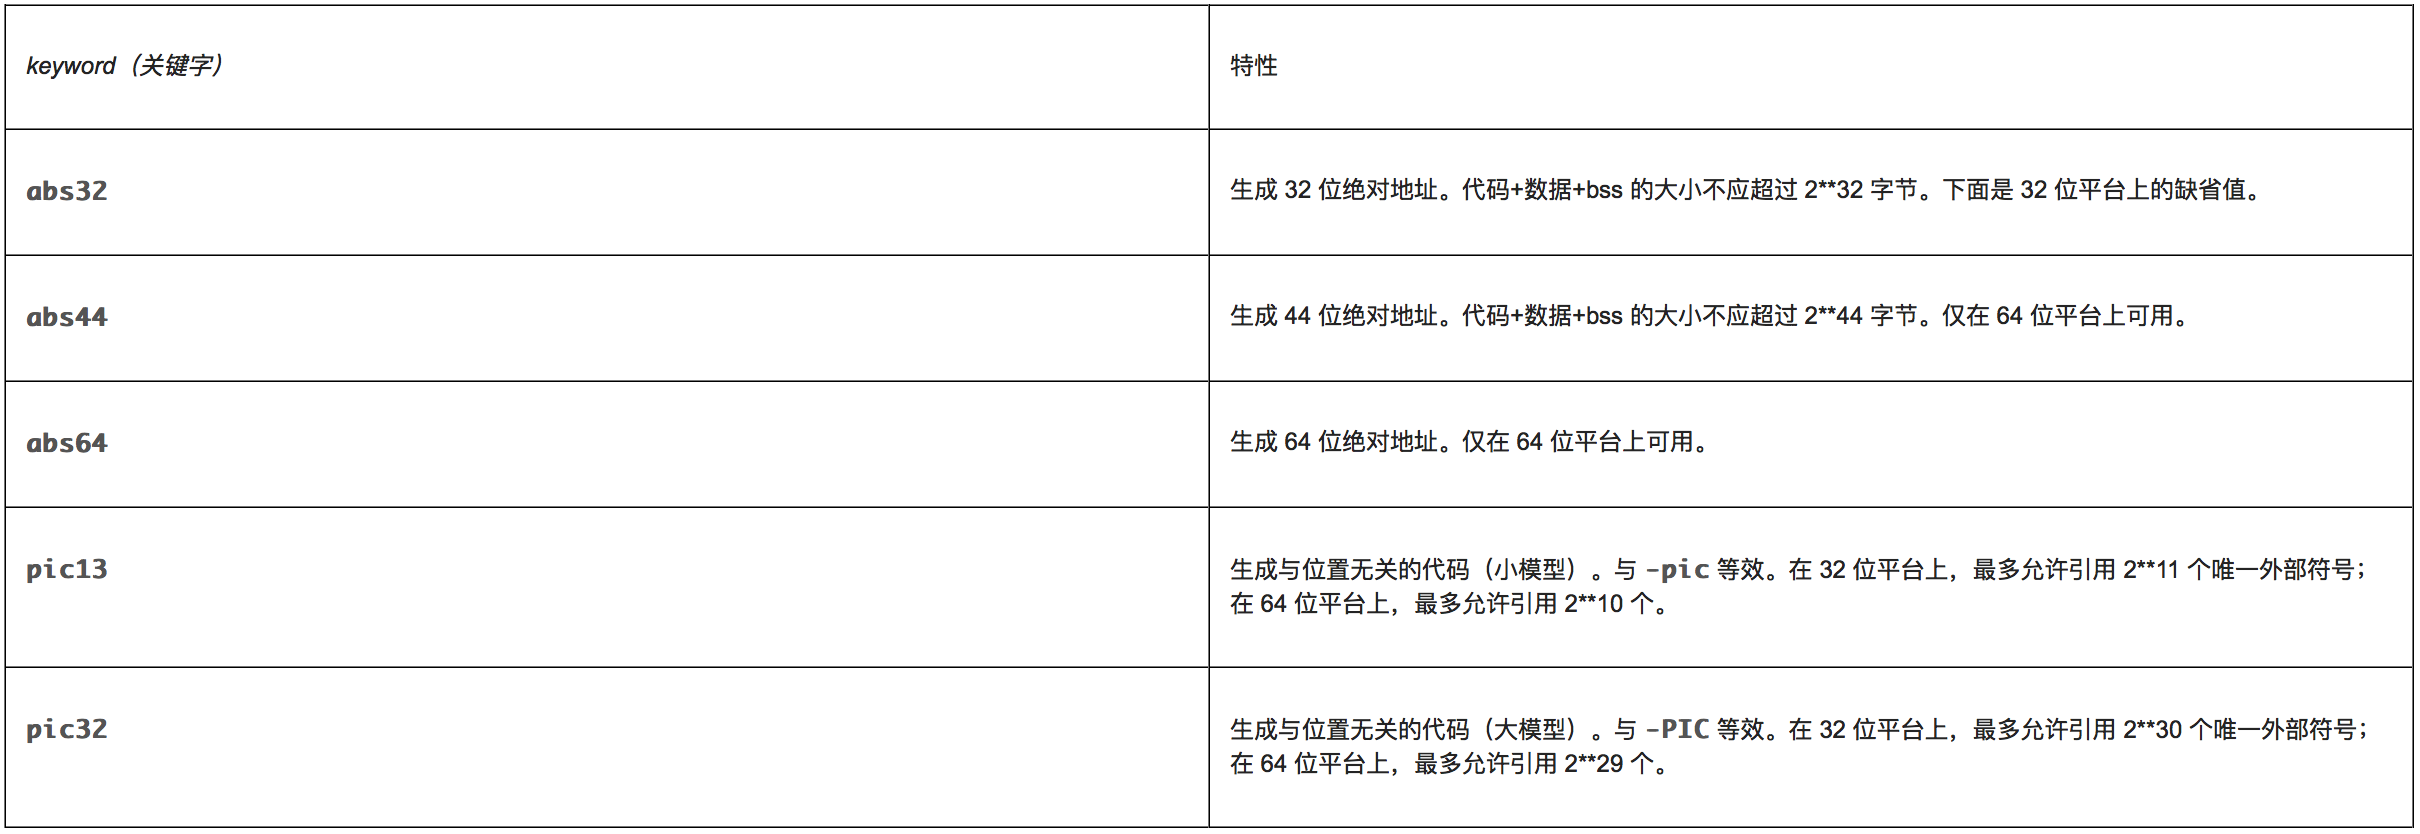 keyword（关键字）
特性
abs32
生成 32 位绝对地址。代码+数据+bss 的大小不应超过 2**32 字节。下面是 32 位平台上的缺省值。
abs44
生成 44 位绝对地址。代码+数据+bss 的大小不应超过 2**44 字节。仅在 64 位平台上可用。
abs64
生成 64 位绝对地址。仅在 64 位平台上可用。
pic13
生成与位置无关的代码（小模型）。与 -pic 等效。在 32 位平台上，最多允许引用 2**11 个唯一外部符号；
在 64 位平台上，最多允许引用 2**10 个。
pic32
生成与位置无关的代码（大模型）。与 -PIC 等效。在 32 位平台上，最多允许引用 2**30 个唯一外部符号；
在 64 位平台上，最多允许引用 2**29 个。